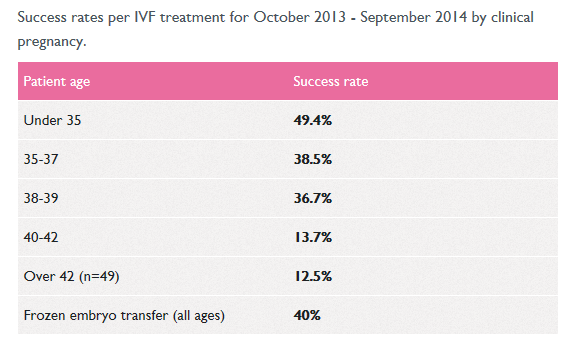 Success rates per IVF treatment for October 2013 - September 2014 by clinical
pregnancy.
Patient age Success rate
Under 35 49.4%
35-37 38.5%
38-39 36.7%
40-42 13.7%
Over 42 (n=49) 12.5%
Frozen embryo transfer (all ages) 40%